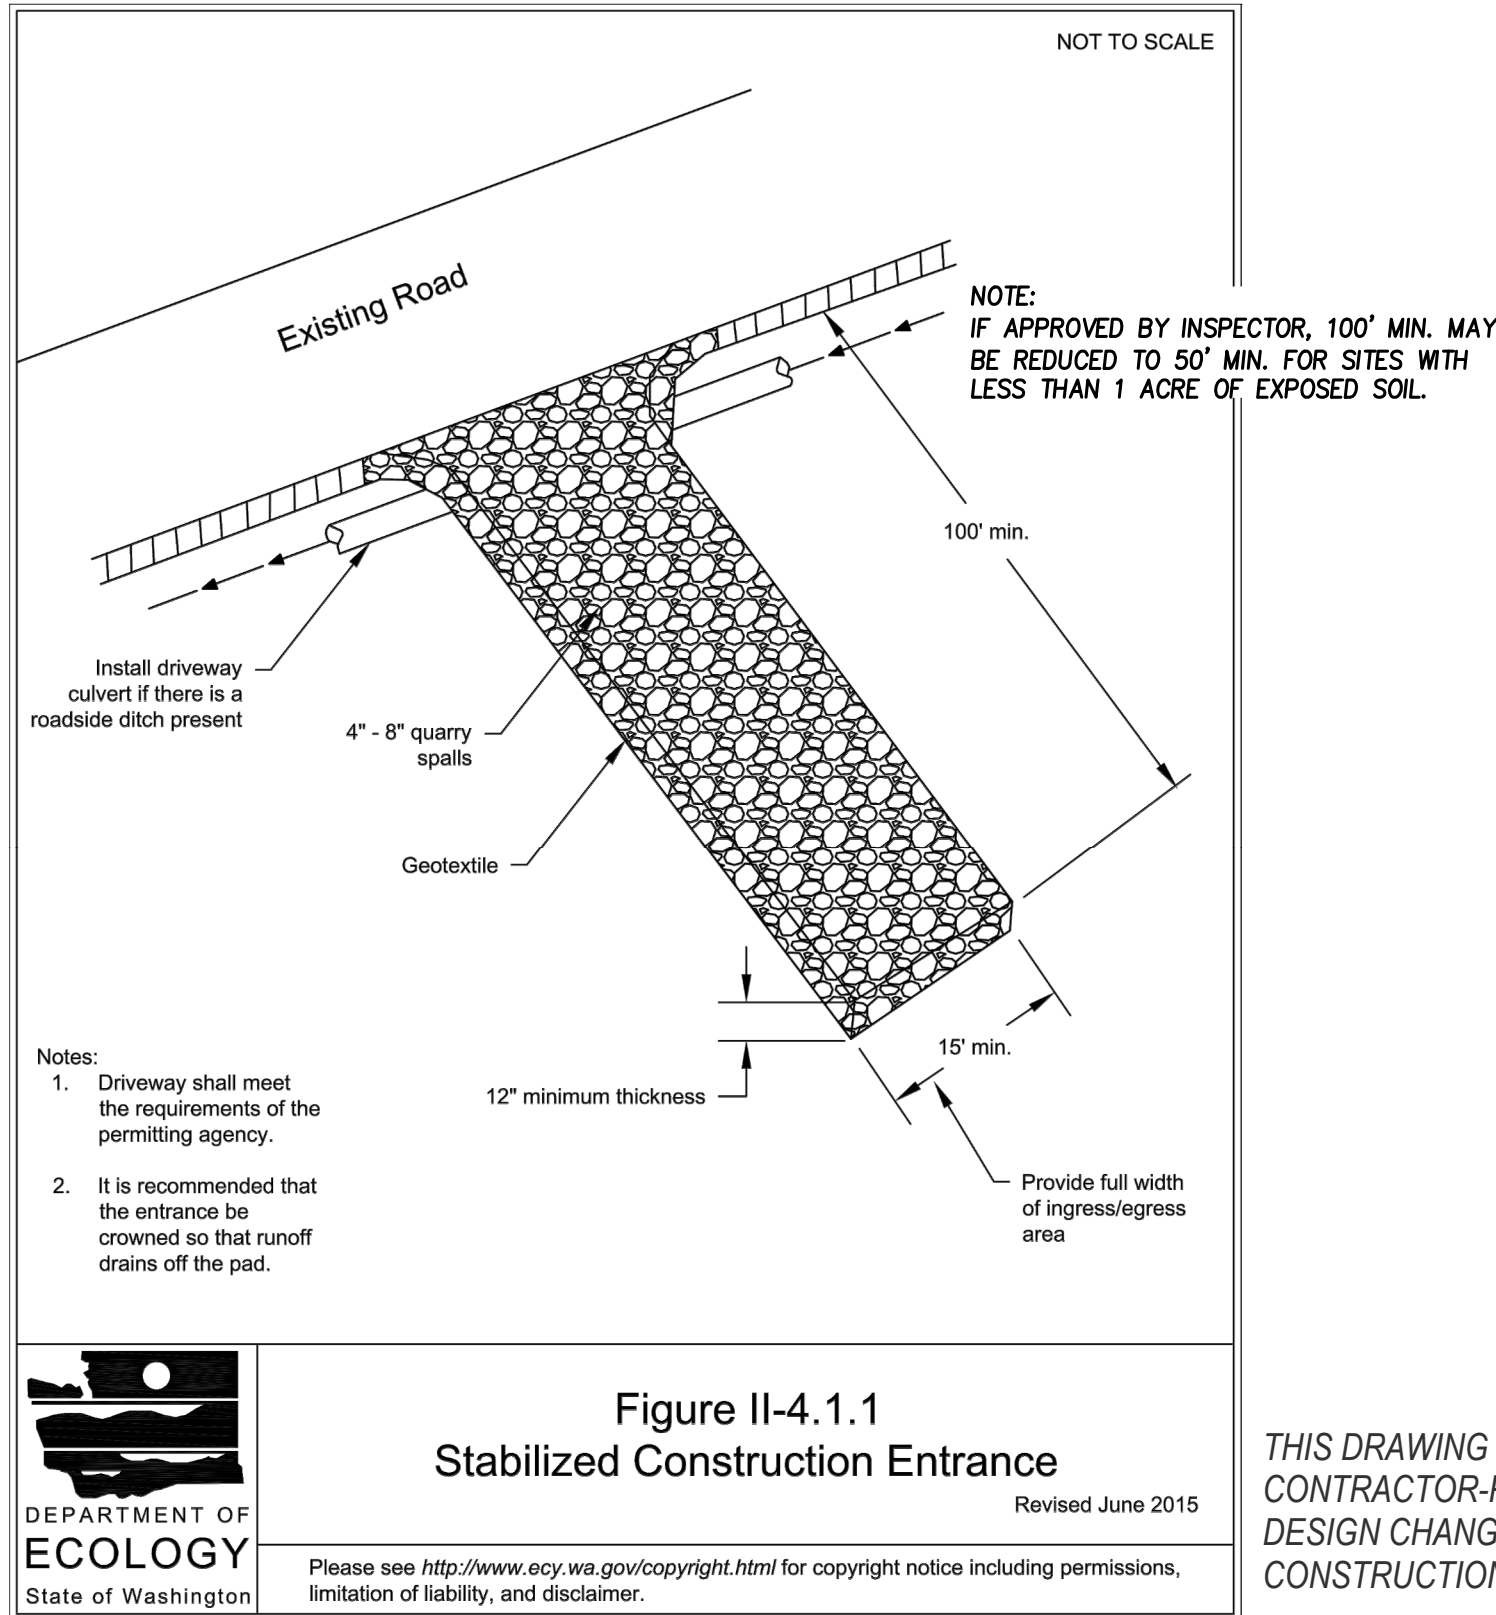 NOT TO SCALE
Existing Road
NOTE:
IF APPROVED BY INSPECTOR, 100' MIN. MAY
BE REDUCED TO 50' MIN. FOR SITES WITH
LESS THAN 1 ACRE OF EXPOSED SOIL.
100' min.
Install driveway
culvert if there is a
roadside ditch present
4" - 8" quarry
spalls
Geotextile
15' min.
12" minimum thickness
Provide full width
of ingress/egress
area
Notes:
1. Driveway shall meet
the requirements of the
permitting agency.
2. It is recommended that
the entrance be
crowned so that runoff
drains off the pad.
DEPARTMENT OF
ECOLOGY
State of Washington
Figure II-4.1.1
Stabilized Construction Entrance
Revised June 2015
Please see http://www.ecy.wa.gov/copyright.html for copyright notice including permissions,
limitation of liability, and disclaimer.
THIS DRAWING
CONTRACTOR-
DESIGN
CONSTRUCTION